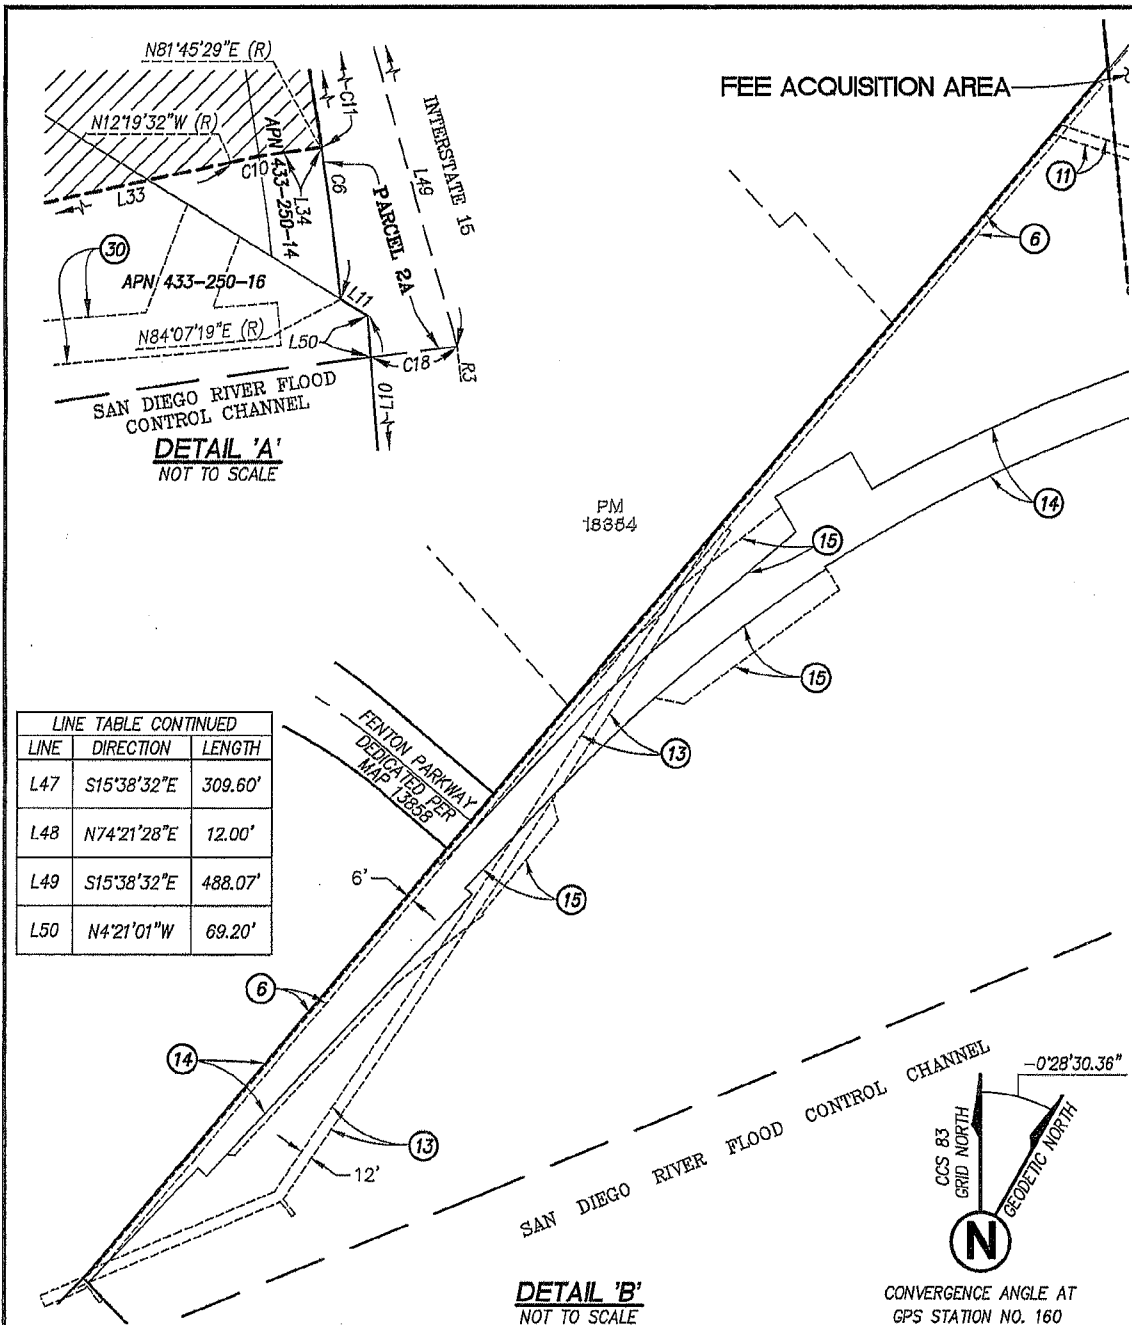 N81°45'29"E (R)
FEE ACQUISITION AREA
N12°19'32"W (R)
C11
INTERSTATE 15
L49
APN 433-250-14
C10
L34
C6
L33
PARCEL 2A
30
APN 433-250-16
L11
N84°07'19"E (R)
L50
C18
R3
L10
SAN DIEGO RIVER FLOOD
CONTROL CHANNEL
DETAIL 'A'
NOT TO SCALE
11
6
14
PM
18354
15
15
13
FENTON PARKWAY
DEDICATED PER
MAP 13858
LINE TABLE CONTINUED
LINE DIRECTION LENGTH
L47 S15°38'32"E 309.60'
L48 N74°21'28"E 12.00'
L49 S15°38'32"E 488.07'
L50 N4°21'01"W 69.20'
6'
15
6
14
13
12'
SAN DIEGO RIVER FLOOD CONTROL CHANNEL
-0°28'30.36"
CCS 83
GRID NORTH
GEODETIC NORTH
N
DETAIL 'B'
NOT TO SCALE
CONVERGENCE ANGLE AT
GPS STATION NO. 160